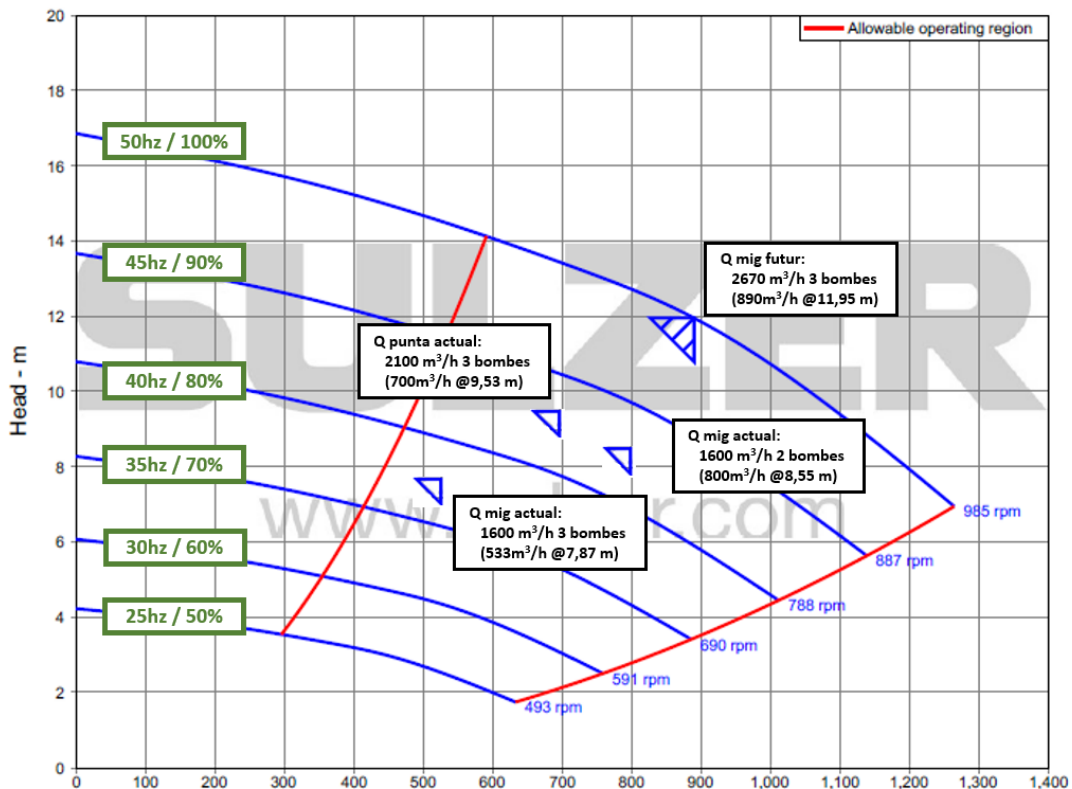 20
18
16
14
12
10
8
6
4
2
0
Head - m
0
100
200
300
400
500
600
700
800
900
1,000
1,100
1,200
1,300
1,400
Allowable operating region
SULZER
50hz / 100%
45hz / 90%
40hz / 80%
35hz / 70%
30hz / 60%
25hz / 50%
Q mig futur:
2670 m³/h 3 bombes
(890m³/h @11,95 m)
Q punta actual:
2100 m³/h 3 bombes
(700m³/h @9,53 m)
Q mig actual:
1600 m³/h 2 bombes
(800m³/h @8,55 m)
Q mig actual:
1600 m³/h 3 bombes
(533m³/h @7,87 m)
985 rpm
887 rpm
788 rpm
690 rpm
591 rpm
493 rpm